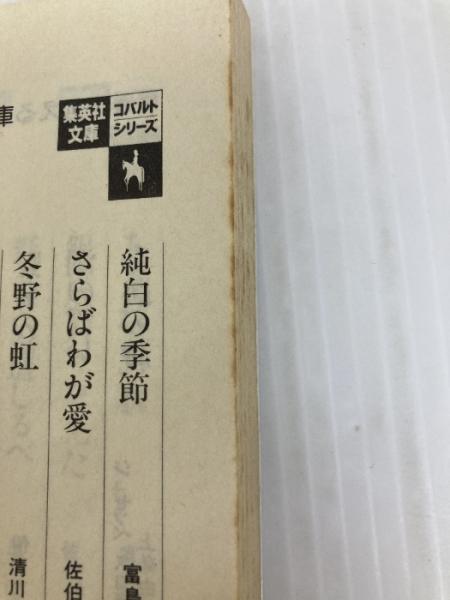 庫
集英社
文庫
コバルト
シリーズ
純白の季節
富島
さらばわが愛
佐伯
冬野の虹
清川